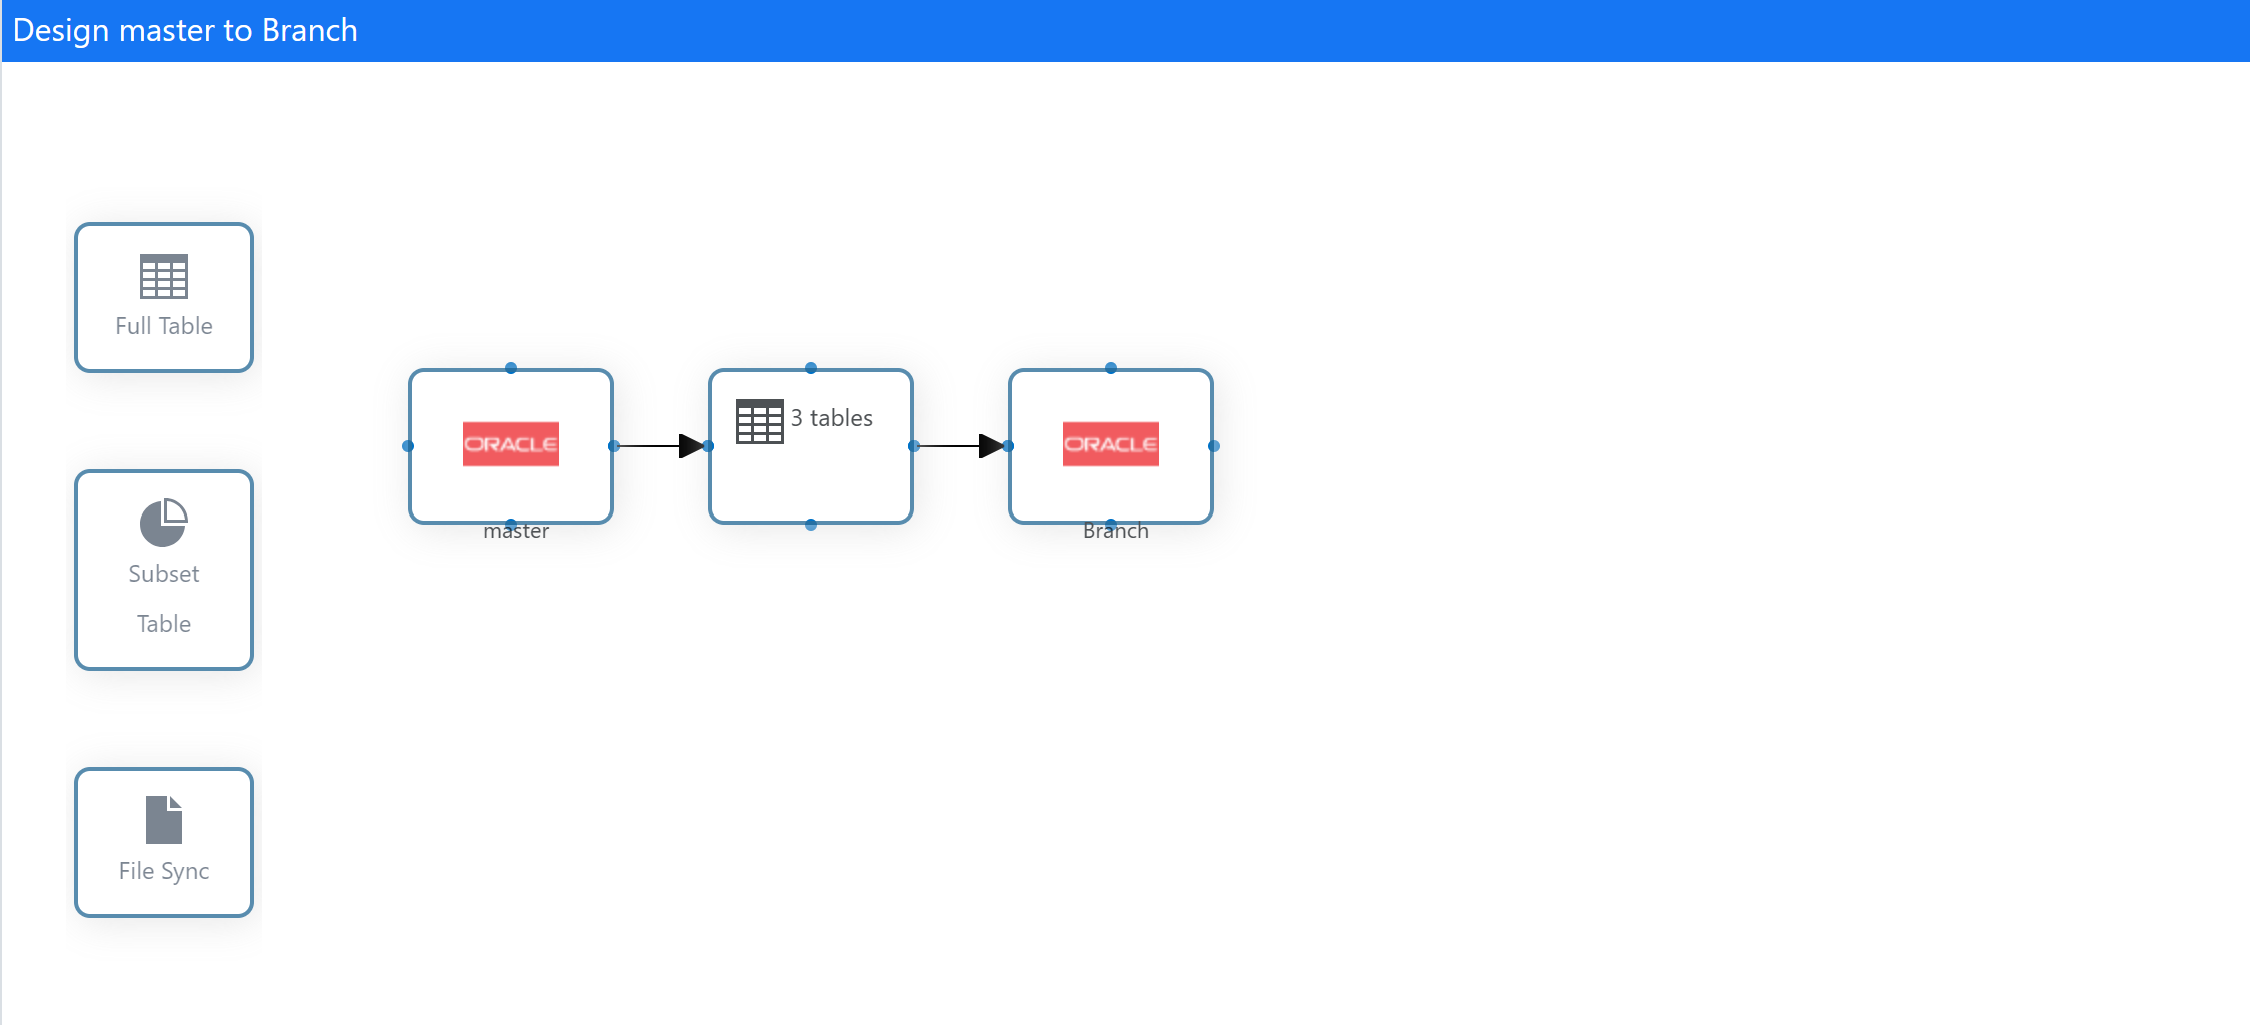 Design master to Branch
Full Table
Subset
Table
File Sync
ORACLE
master
3 tables
ORACLE
Branch